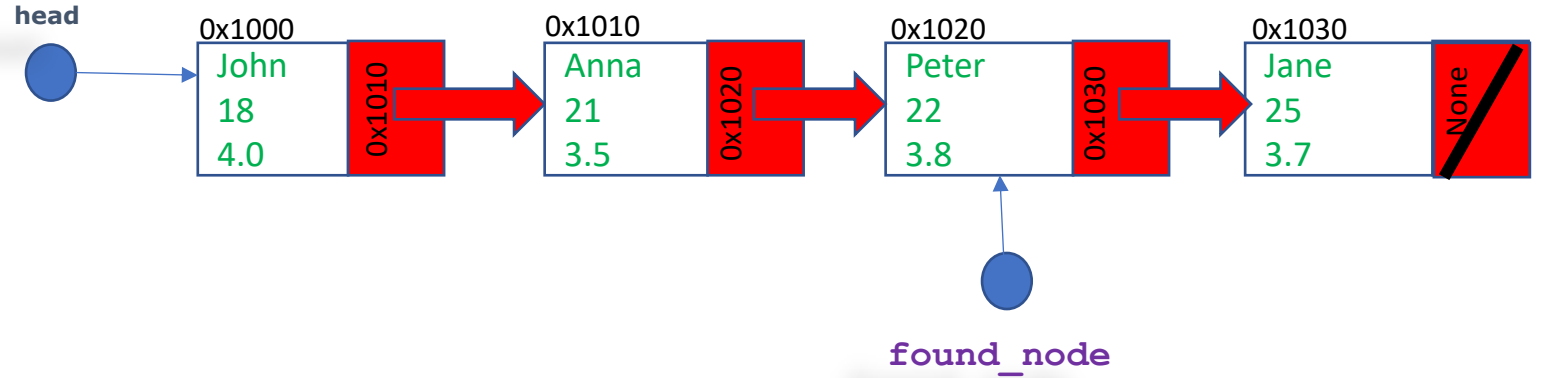 head
0x1000
John
18
4.0
0x1010
0x1010
Anna
21
3.5
0x1020
0x1020
Peter
22
3.8
0x1030
0x1030
Jane
25
3.7
None
found_node